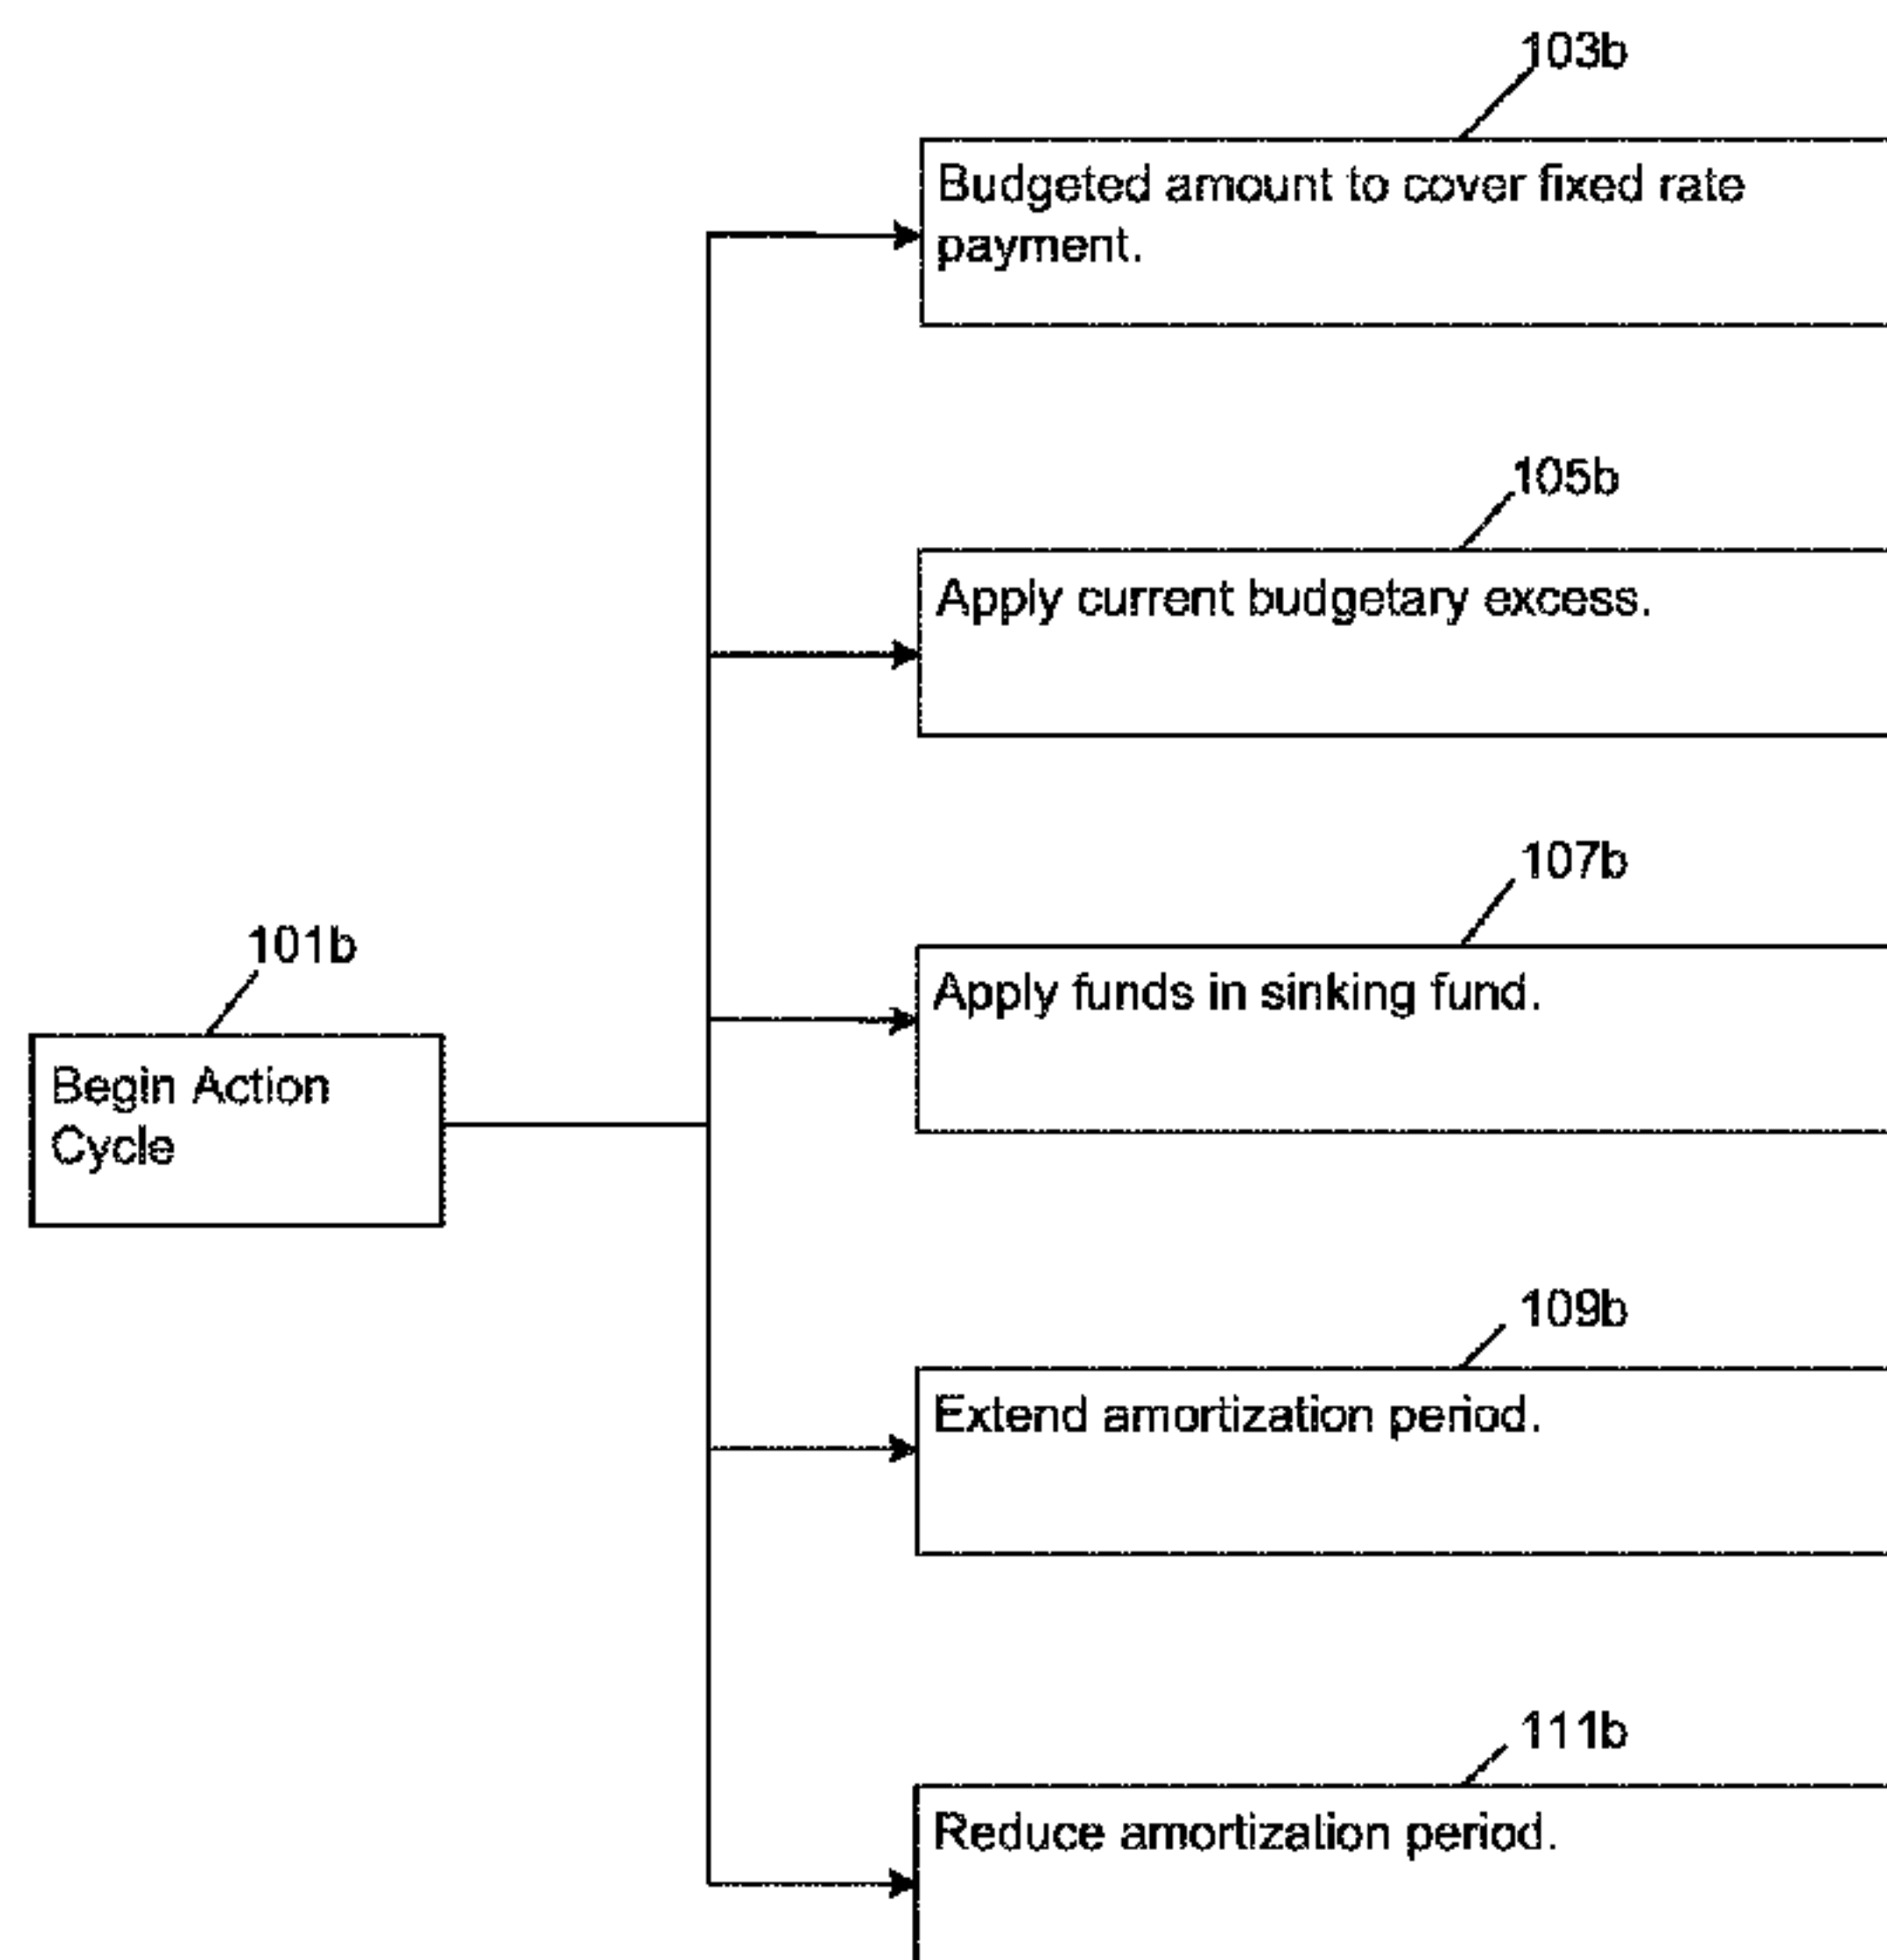 103b
Budgeted amount to cover fixed rate
payment.
105b
Apply current budgetary excess.
107b
Apply funds in sinking fund.
101b
Begin Action
Cycle
109b
Extend amortization period.
111b
Reduce amortization period.